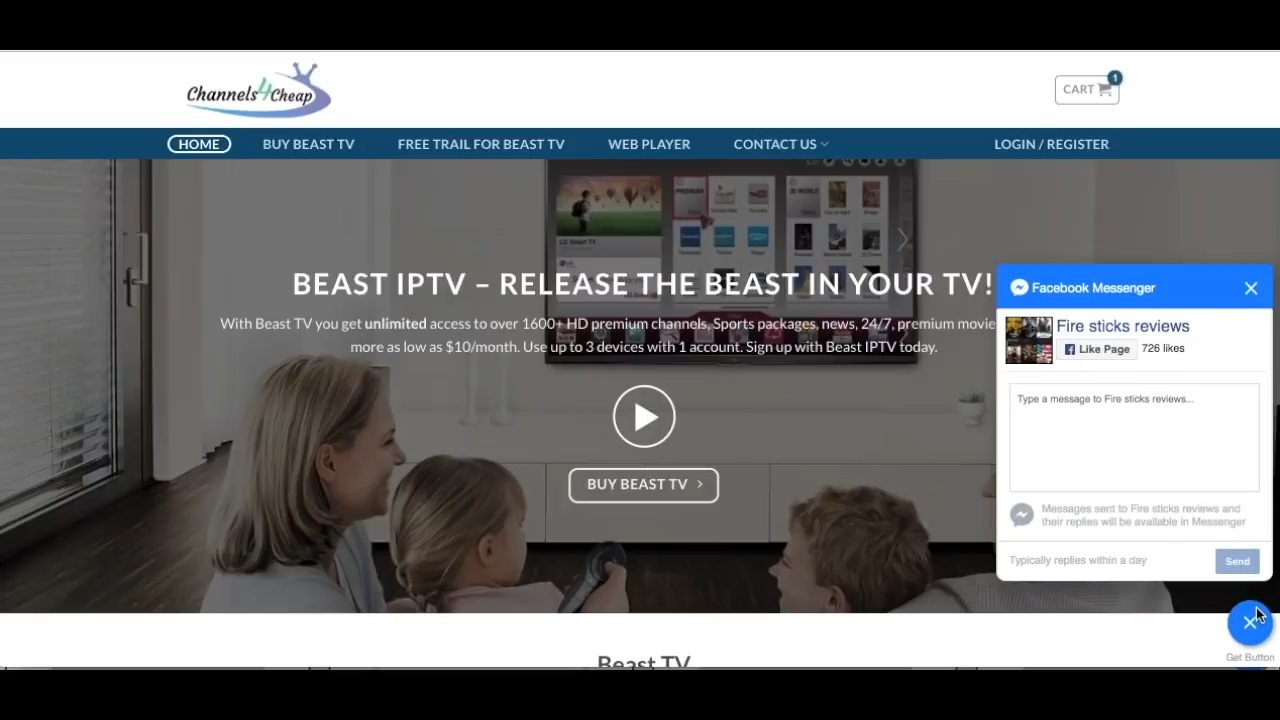 Channels4Cheap
CART 1
HOME BUY BEAST TV FREE TRAIL FOR BEAST TV WEB PLAYER CONTACT US LOGIN / REGISTER
BEAST IPTV – RELEASE THE BEAST IN YOUR TV!
With Beast TV you get unlimited access to over 1600+ HD premium channels, Sports packages, news, 24/7, premium movie
more as low as $10/month. Use up to 3 devices with 1 account. Sign up with Beast IPTV today.
BUY BEAST TV
Facebook Messenger
Fire sticks reviews
Like Page 726 likes
Type a message to Fire sticks reviews...
Messages sent to Fire sticks reviews and
their replies will be available in Messenger
Typically replies within a day
Send
Get Button
Beast TV